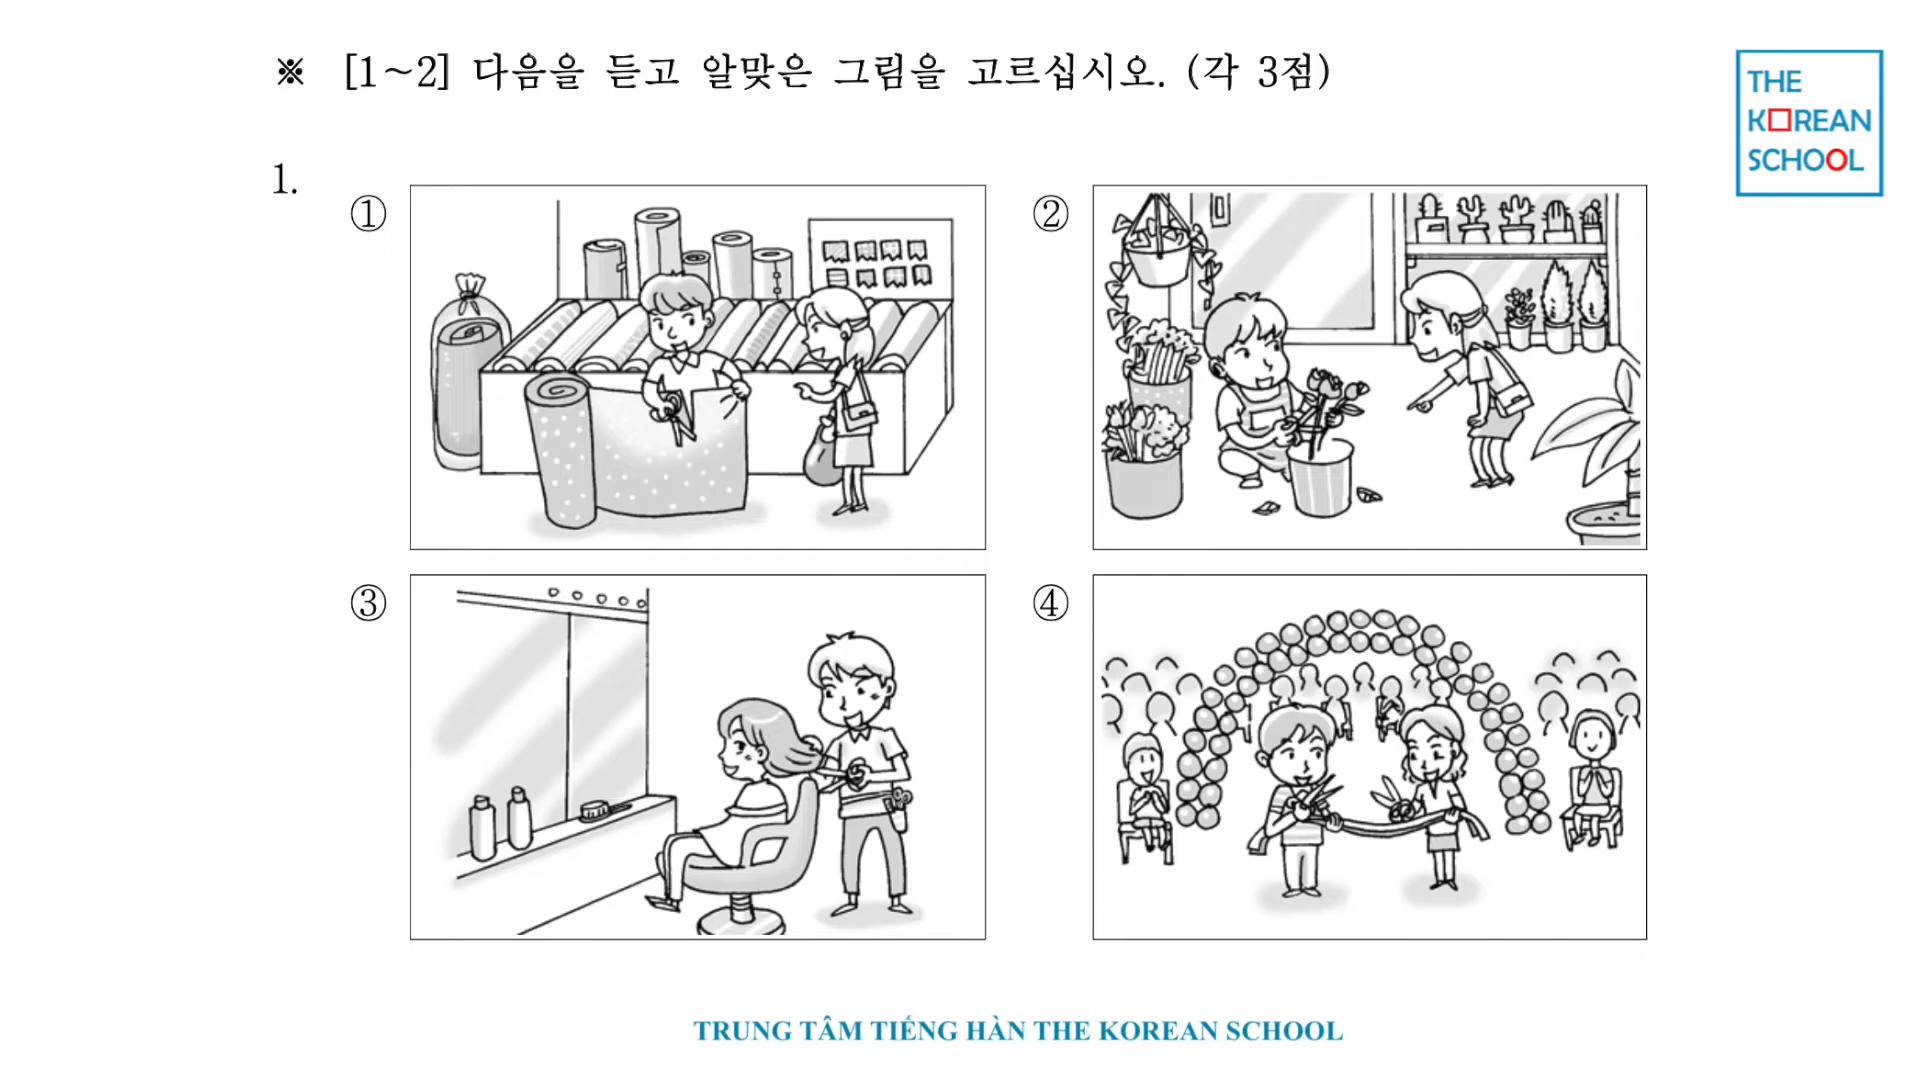 ※ [1~2] 다음을 듣고 알맞은 그림을 고르십시오. (각 3점)
THE
KOREAN
SCHOOL
1.
①
②
③
④
TRUNG TÂM TIẾNG HÀN THE KOREAN SCHOOL